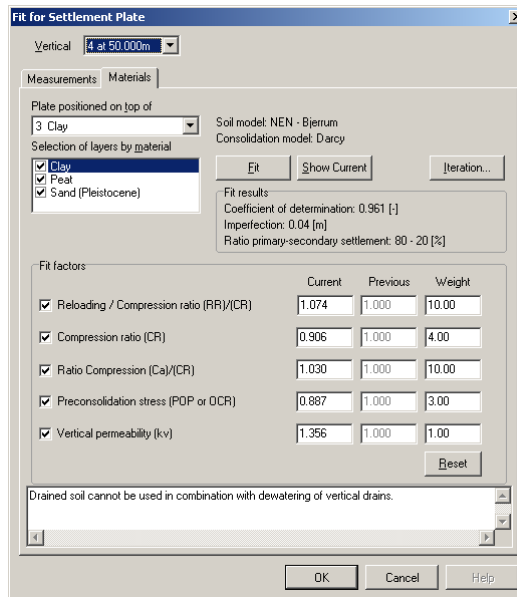 Fit for Settlement Plate
Vertical 4 at 50.000m
Measurements Materials
Plate positioned on top of
3 Clay
Selection of layers by material
Clay
Peat
Sand (Pleistocene)
Soil model: NEN - Bjerrum
Consolidation model: Darcy
Fit Show Current Iteration...
Fit results
Coefficient of determination: 0.961 [-]
Imperfection: 0.04 [m]
Ratio primary-secondary settlement: 80 - 20 [%]
Fit factors
Current Previous Weight
Reloading / Compression ratio (RR)/(CR) 1.074 1.000 10.00
Compression ratio (CR) 0.906 1.000 4.00
Ratio Compression (Ca)/(CR) 1.030 1.000 10.00
Preconsolidation stress (POP or OCR) 0.887 1.000 3.00
Vertical permeability (kv) 1.356 1.000 1.00
Reset
Drained soil cannot be used in combination with dewatering of vertical drains.
OK Cancel Help